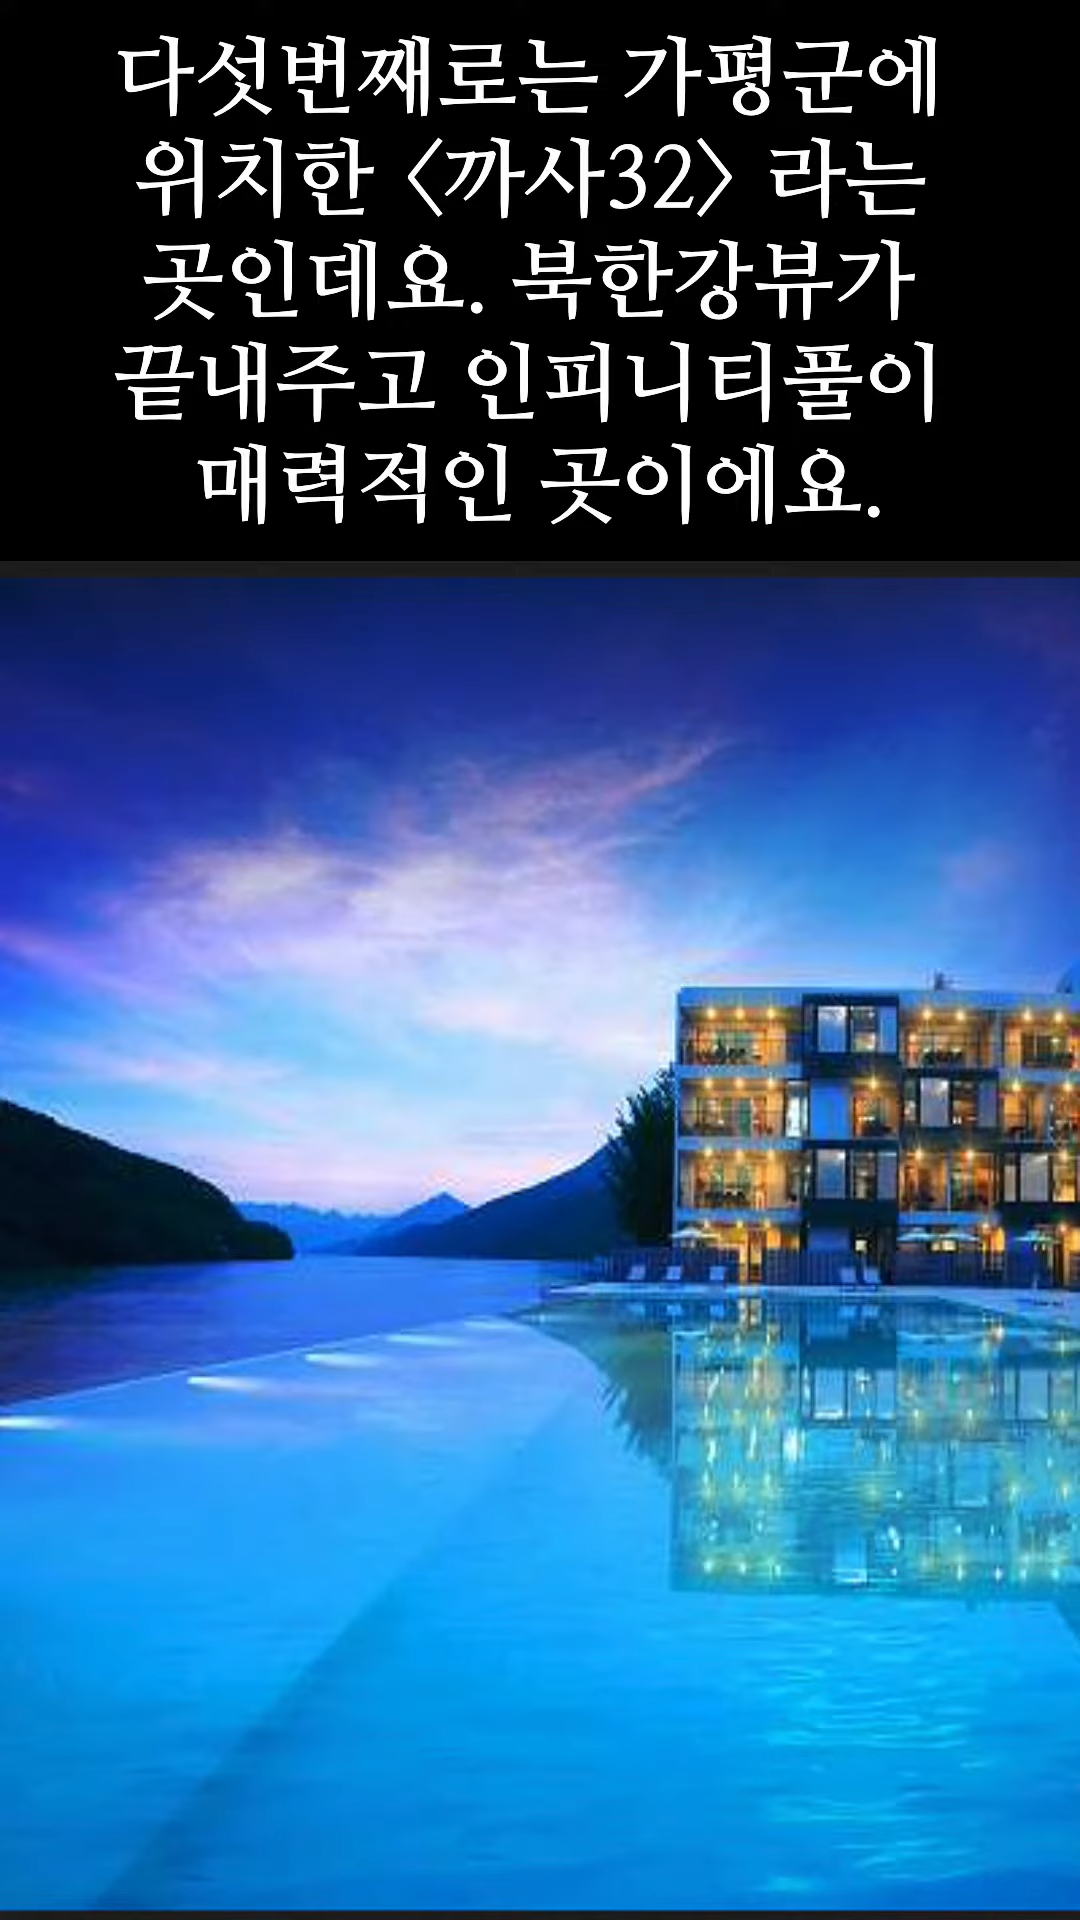 다섯번째로는 가평군에
위치한 <까사32> 라는
곳인데요. 북한강뷰가
끝내주고 인피니티풀이
매력적인 곳이에요.